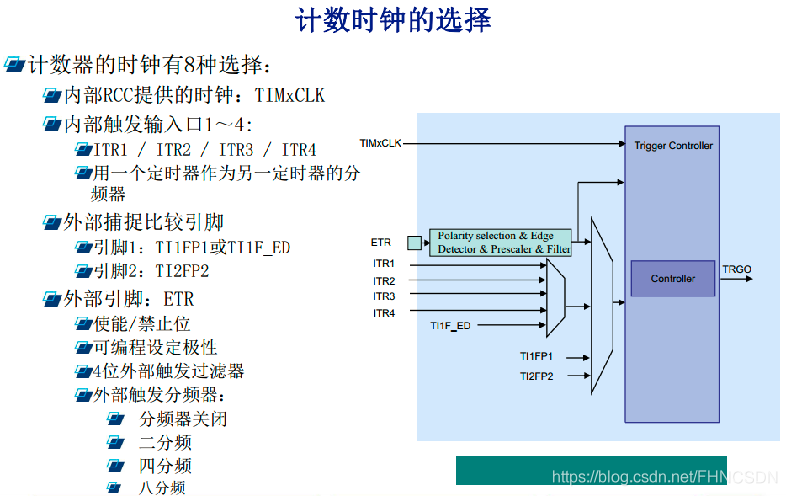 计数时钟的选择
计数器的时钟有8种选择：
内部RCC提供的时钟：TIMxCLK
内部触发输入口1～4:
ITR1 / ITR2 / ITR3 / ITR4
用一个定时器作为另一定时器的分
频器
外部捕捉比较引脚
引脚1：TI1FP1或TI1F_ED
引脚2：TI2FP2
外部引脚：ETR
使能/禁止位
可编程设定极性
4位外部触发过滤器
外部触发分频器：
分频器关闭
二分频
四分频
八分频
TIMxCLK
Trigger Controller
ETR
Polarity selection & Edge
Detector & Prescaler & Filter
ITR1
ITR2
ITR3
ITR4
TI1F_ED
TI1FP1
TI2FP2
Controller
TRGO
https://blog.csdn.net/FHNCSDN